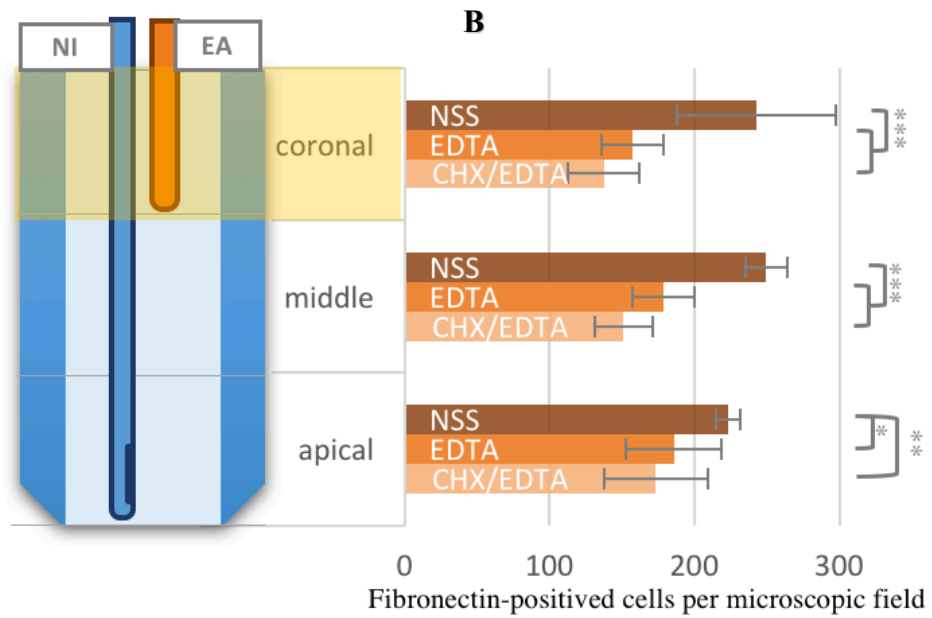 B
NI
EA
coronal
NSS
EDTA
CHX/EDTA
***
middle
NSS
EDTA
CHX/EDTA
***
apical
NSS
EDTA
CHX/EDTA
*
**
0 100 200 300
Fibronectin-positived cells per microscopic field